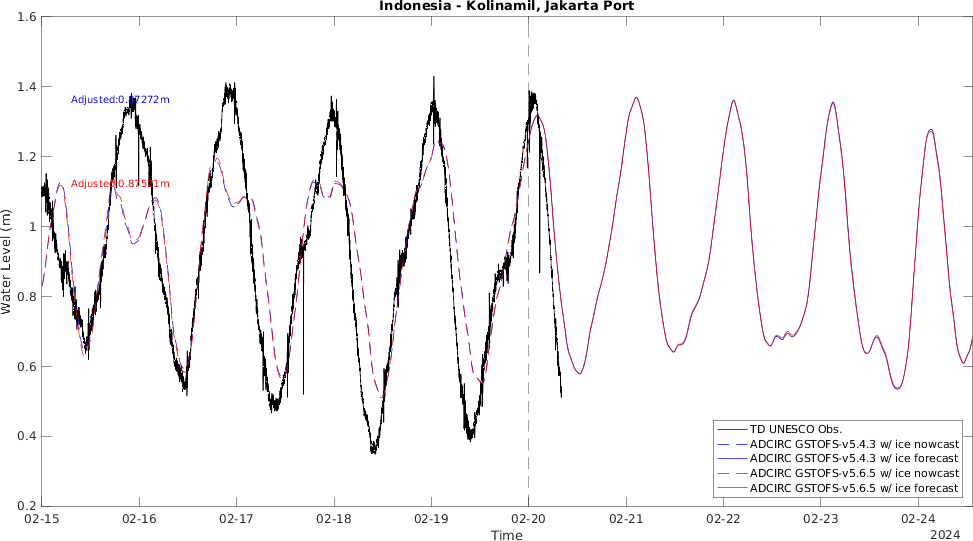 Indonesia - Kolinamil, Jakarta Port
1.6
1.4
1.2
1
0.8
0.6
0.4
0.2
Water Level (m)
02-15
02-16
02-17
02-18
02-19
02-20
02-21
02-22
02-23
02-24
2024
Time
TD UNESCO Obs.
ADCIRC GSTOFS-v5.4.3 w/ ice nowcast
ADCIRC GSTOFS-v5.4.3 w/ ice forecast
ADCIRC GSTOFS-v5.6.5 w/ ice nowcast
ADCIRC GSTOFS-v5.6.5 w/ ice forecast